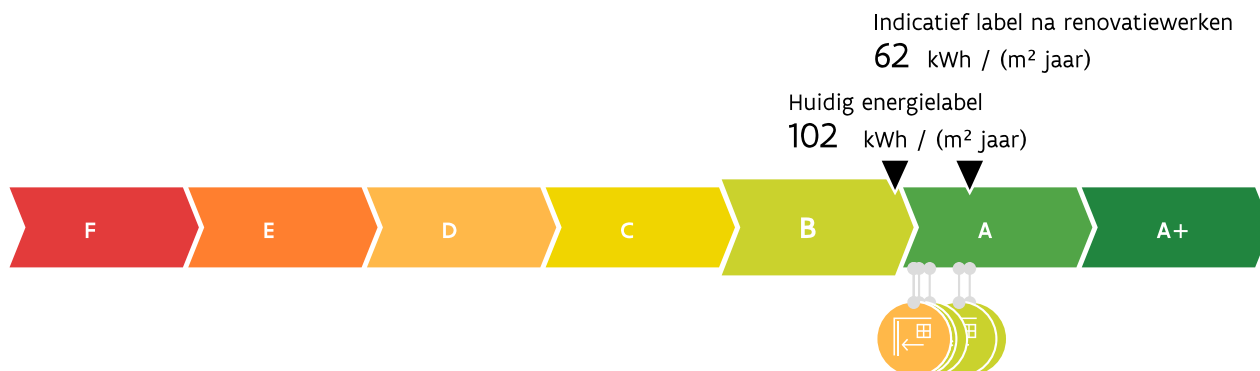 Indicatief label na renovatiewerken
62 kWh / (m² jaar)
Huidig energielabel
102 kWh / (m² jaar)
F E D C B A A+